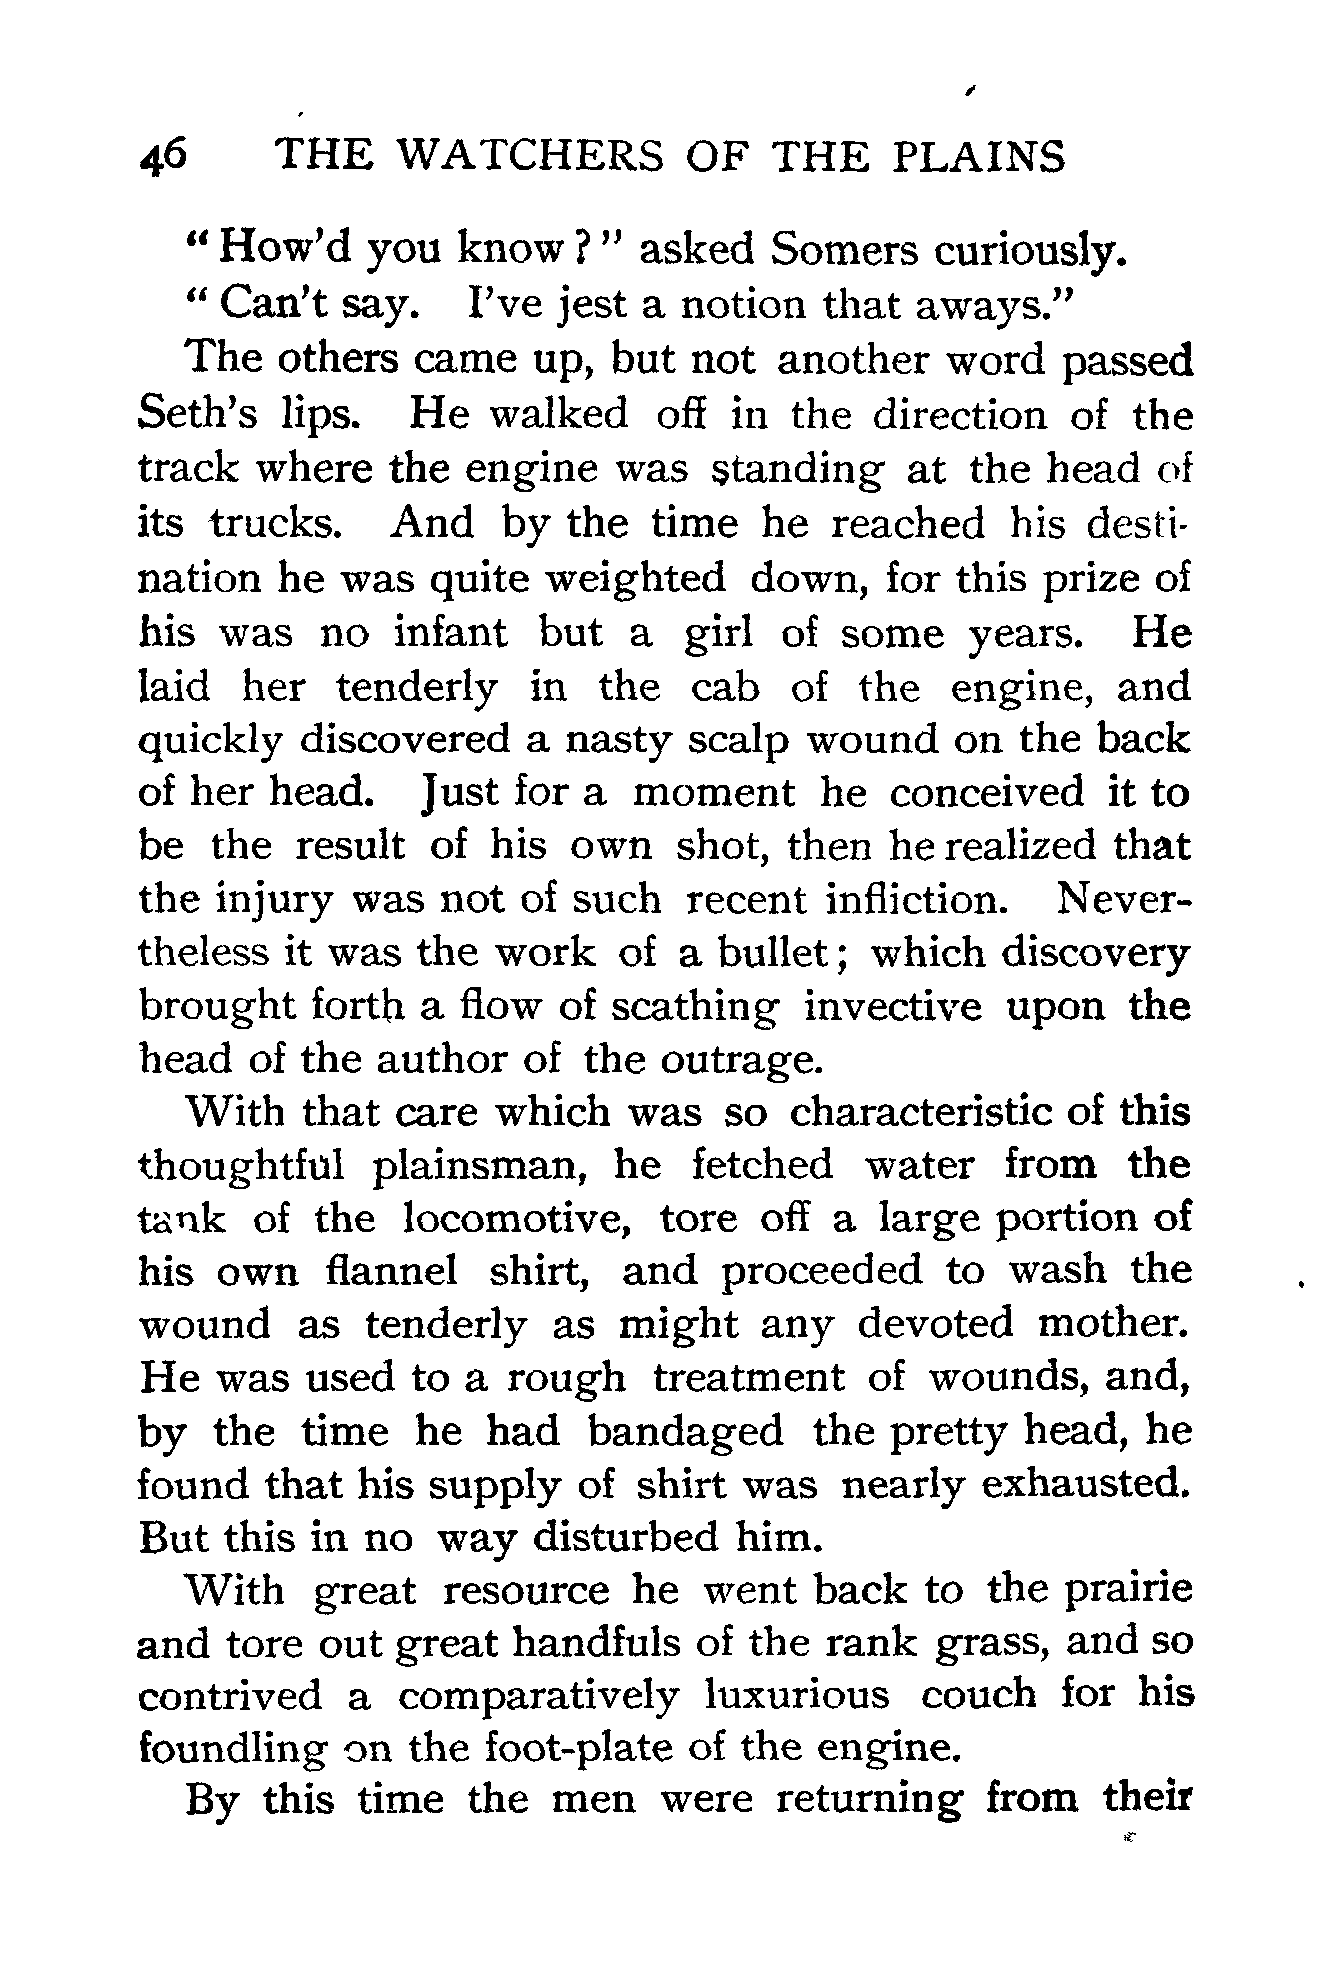 46 THE WATCHERS OF THE PLAINS
“ How’d you know ? ” asked Somers curiously.
“ Can’t say. I’ve jest a notion that aways.”
The others came up, but not another word passed
Seth’s lips. He walked off in the direction of the
track where the engine was standing at the head of
its trucks. And by the time he reached his desti-
nation he was quite weighted down, for this prize of
his was no infant but a girl of some years. He
laid her tenderly in the cab of the engine, and
quickly discovered a nasty scalp wound on the back
of her head. Just for a moment he conceived it to
be the result of his own shot, then he realized that
the injury was not of such recent infliction. Never-
theless it was the work of a bullet ; which discovery
brought forth a flow of scathing invective upon the
head of the author of the outrage.
With that care which was so characteristic of this
thoughtful plainsman, he fetched water from the
tank of the locomotive, tore off a large portion of
his own flannel shirt, and proceeded to wash the
wound as tenderly as might any devoted mother.
He was used to a rough treatment of wounds, and,
by the time he had bandaged the pretty head, he
found that his supply of shirt was nearly exhausted.
But this in no way disturbed him.
With great resource he went back to the prairie
and tore out great handfuls of the rank grass, and so
contrived a comparatively luxurious couch for his
foundling on the foot-plate of the engine.
By this time the men were returning from their